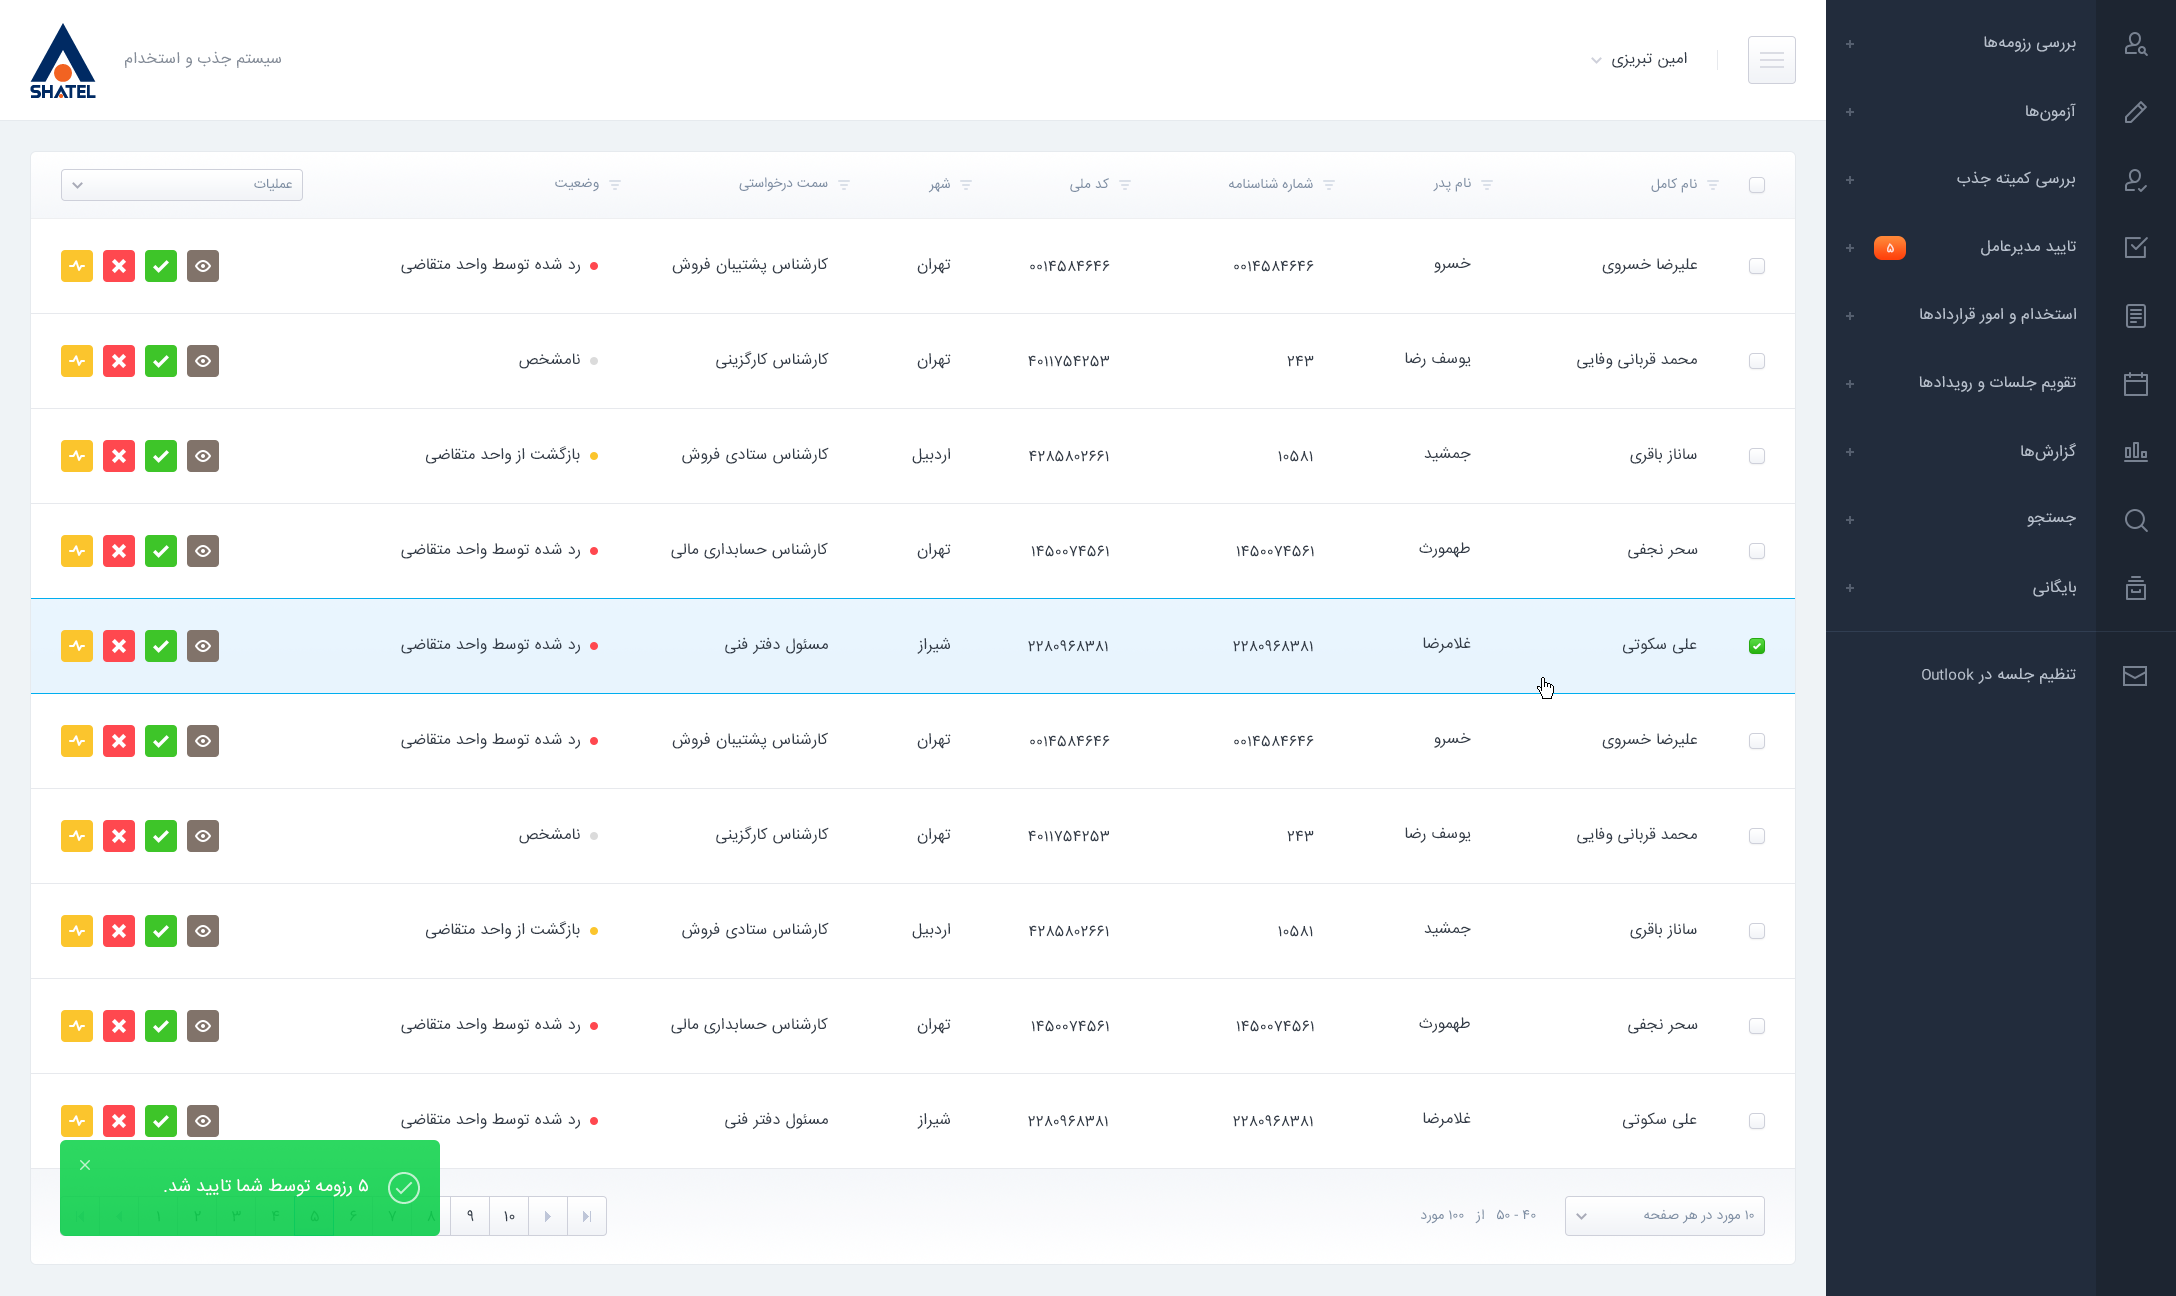 بررسی رزومه‌ها
آزمون‌ها
بررسی کمیته جذب
تایید مدیرعامل ۵
استخدام و امور قراردادها
تقویم جلسات و رویدادها
گزارش‌ها
جستجو
بایگانی
تنظیم جلسه در Outlook
امین تبریزی
سیستم جذب و استخدام
SHATEL
نام کامل نام پدر شماره شناسنامه کد ملی شهر سمت درخواستی وضعیت عملیات
علیرضا خسروی خسرو ۰۰۱۴۵۸۴۶۴۶ ۰۰۱۴۵۸۴۶۴۶ تهران کارشناس پشتیبان فروش رد شده توسط واحد متقاضی
محمد قربانی وفایی یوسف رضا ۲۴۳ ۴۰۱۱۷۵۴۲۵۳ تهران کارشناس کارگزینی نامشخص
ساناز باقری جمشید ۱۰۵۸۱ ۴۲۸۵۸۰۲۶۶۱ اردبیل کارشناس ستادی فروش بازگشت از واحد متقاضی
سحر نجفی طهمورث ۱۴۵۰۰۷۴۵۶۱ ۱۴۵۰۰۷۴۵۶۱ تهران کارشناس حسابداری مالی رد شده توسط واحد متقاضی
علی سکوتی غلامرضا ۲۲۸۰۹۶۸۳۸۱ ۲۲۸۰۹۶۸۳۸۱ شیراز مسئول دفتر فنی رد شده توسط واحد متقاضی
علیرضا خسروی خسرو ۰۰۱۴۵۸۴۶۴۶ ۰۰۱۴۵۸۴۶۴۶ تهران کارشناس پشتیبان فروش رد شده توسط واحد متقاضی
محمد قربانی وفایی یوسف رضا ۲۴۳ ۴۰۱۱۷۵۴۲۵۳ تهران کارشناس کارگزینی نامشخص
ساناز باقری جمشید ۱۰۵۸۱ ۴۲۸۵۸۰۲۶۶۱ اردبیل کارشناس ستادی فروش بازگشت از واحد متقاضی
سحر نجفی طهمورث ۱۴۵۰۰۷۴۵۶۱ ۱۴۵۰۰۷۴۵۶۱ تهران کارشناس حسابداری مالی رد شده توسط واحد متقاضی
علی سکوتی غلامرضا ۲۲۸۰۹۶۸۳۸۱ ۲۲۸۰۹۶۸۳۸۱ شیراز مسئول دفتر فنی رد شده توسط واحد متقاضی
۵ رزومه توسط شما تایید شد.
۱۰ مورد در هر صفحه ۴۰ - ۵۰ از ۱۰۰ مورد
۱ ۲ ۳ ۴ ۵ ۶ ۷ ۸ ۹ ۱۰